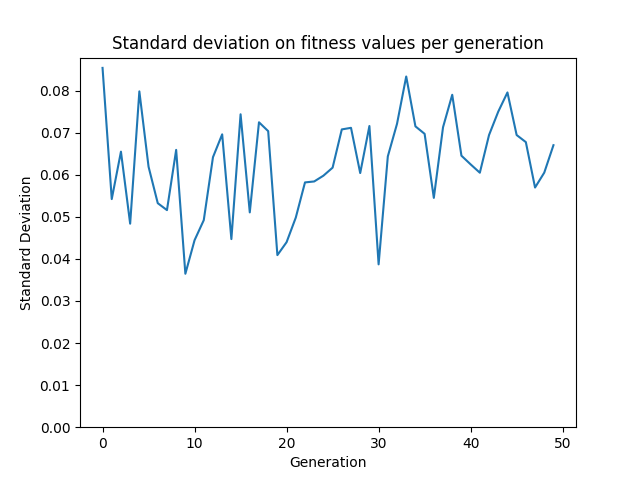 Standard deviation on fitness values per generation
Standard Deviation
0.08
0.07
0.06
0.05
0.04
0.03
0.02
0.01
0.00
0 10 20 30 40 50
Generation